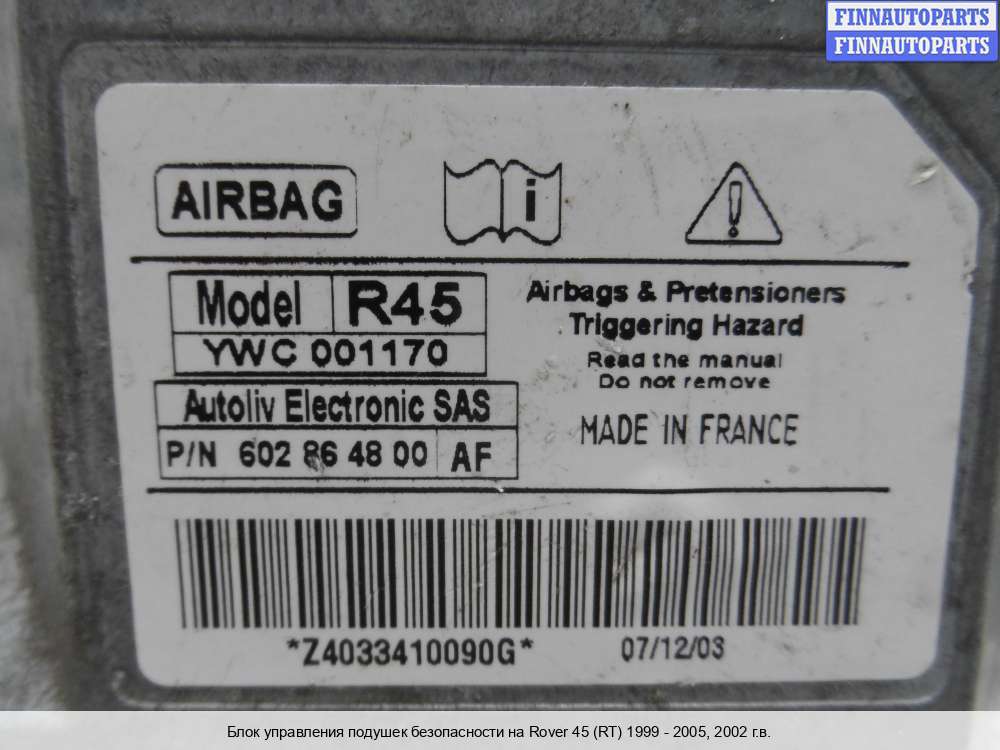 FINNAUTOPARTS
FINNAUTOPARTS
AIRBAG
i
!
Model R45
YWC 001170
Autoliv Electronic SAS
P/N 602 86 48 00 AF
Airbags & Pretensioners
Triggering Hazard
Read the manual
Do not remove
MADE IN FRANCE
*Z4033410090G* 07/12/03
Блок управления подушек безопасности на Rover 45 (RT) 1999 - 2005, 2002 г.в.